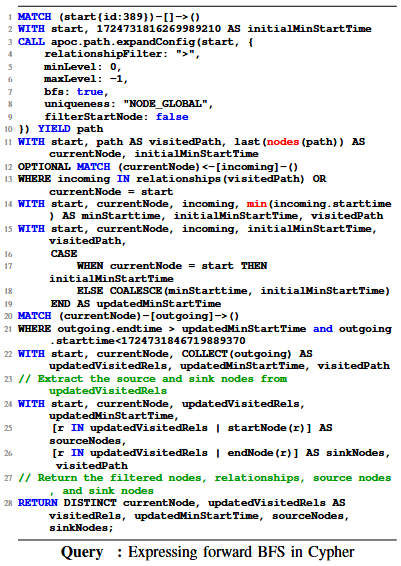 1 MATCH (start{id:389})-[]->()
2 WITH start, 1724731816269989210 AS initialMinStartTime
3 CALL apoc.path.expandConfig(start, {
4 relationshipFilter: ">",
5 minLevel: 0,
6 maxLevel: −1,
7 bfs: true,
8 uniqueness: "NODE_GLOBAL",
9 filterStartNode: false
10 }) YIELD path
11 WITH start, path AS visitedPath, last(nodes(path)) AS
currentNode, initialMinStartTime
12 OPTIONAL MATCH (currentNode)<-[incoming]-()
13 WHERE incoming IN relationships(visitedPath) OR
currentNode = start
14 WITH start, currentNode, incoming, min(incoming.starttime
) AS minStarttime, initialMinStartTime, visitedPath
15 WITH start, currentNode, incoming, initialMinStartTime,
visitedPath,
16 CASE
17 WHEN currentNode = start THEN
initialMinStartTime
18 ELSE COALESCE(minStarttime, initialMinStartTime)
19 END AS updatedMinStartTime
20 MATCH (currentNode)-[outgoing]->()
21 WHERE outgoing.endtime > updatedMinStartTime and outgoing
.starttime<1724731846719889370
22 WITH start, currentNode, COLLECT(outgoing) AS
updatedVisitedRels, updatedMinStartTime, visitedPath
23 // Extract the source and sink nodes from
updatedVisitedRels
24 WITH start, currentNode, updatedVisitedRels,
updatedMinStartTime,
25 [r IN updatedVisitedRels | startNode(r)] AS
sourceNodes,
26 [r IN updatedVisitedRels | endNode(r)] AS sinkNodes,
visitedPath
27 // Return the filtered nodes, relationships, source nodes
, and sink nodes
28 RETURN DISTINCT currentNode, updatedVisitedRels AS
visitedRels, updatedMinStartTime, sourceNodes,
sinkNodes;
Query : Expressing forward BFS in Cypher